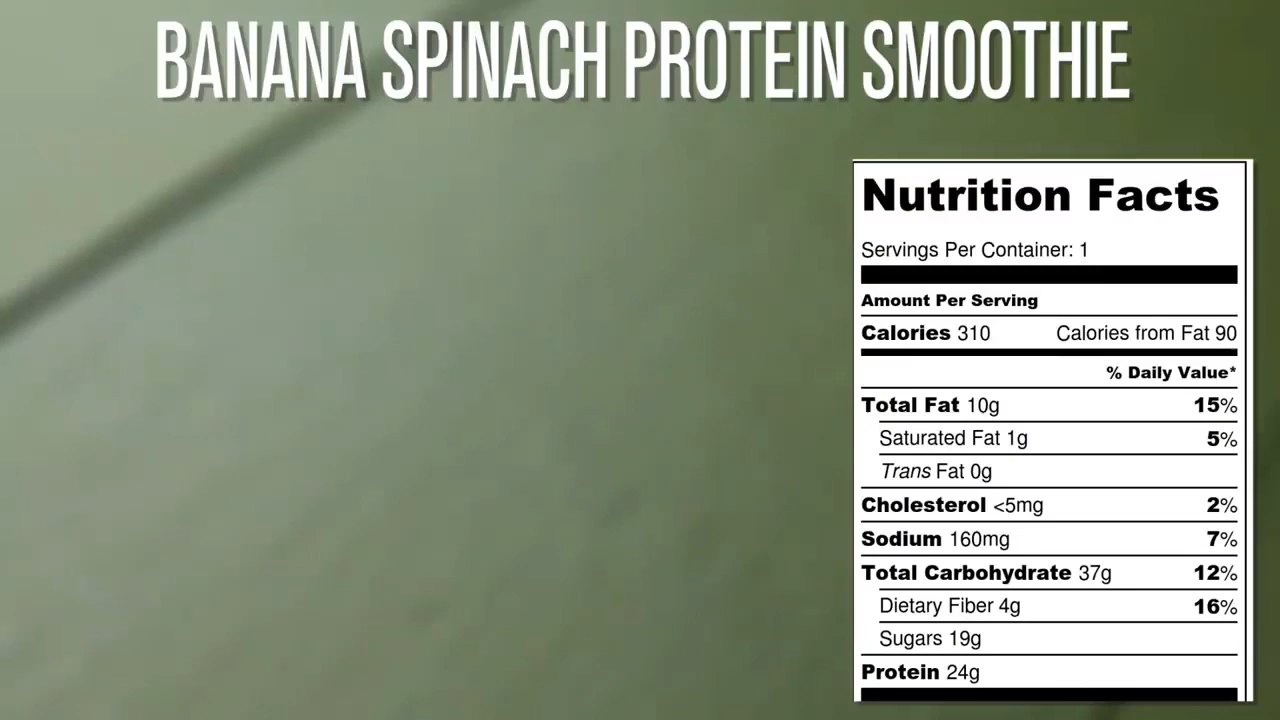 BANANA SPINACH PROTEIN SMOOTHIE
Nutrition Facts
Servings Per Container: 1
Amount Per Serving
Calories 310 Calories from Fat 90
% Daily Value*
Total Fat 10g 15%
Saturated Fat 1g 5%
Trans Fat 0g
Cholesterol <5mg 2%
Sodium 160mg 7%
Total Carbohydrate 37g 12%
Dietary Fiber 4g 16%
Sugars 19g
Protein 24g